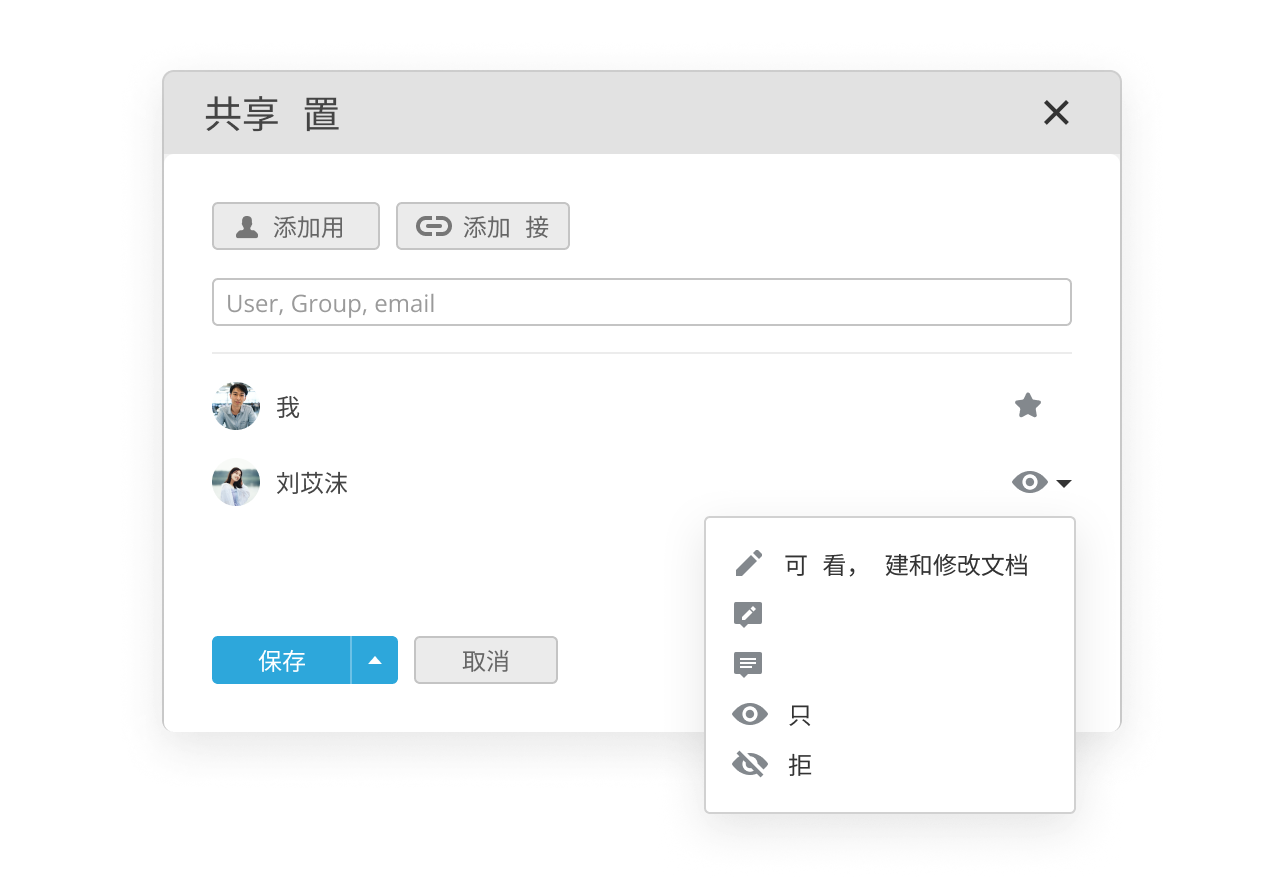 共享 置
添加用
添加 接
User, Group, email
我
刘苡沫
可 看， 建和修改文档
只
拒
保存
取消